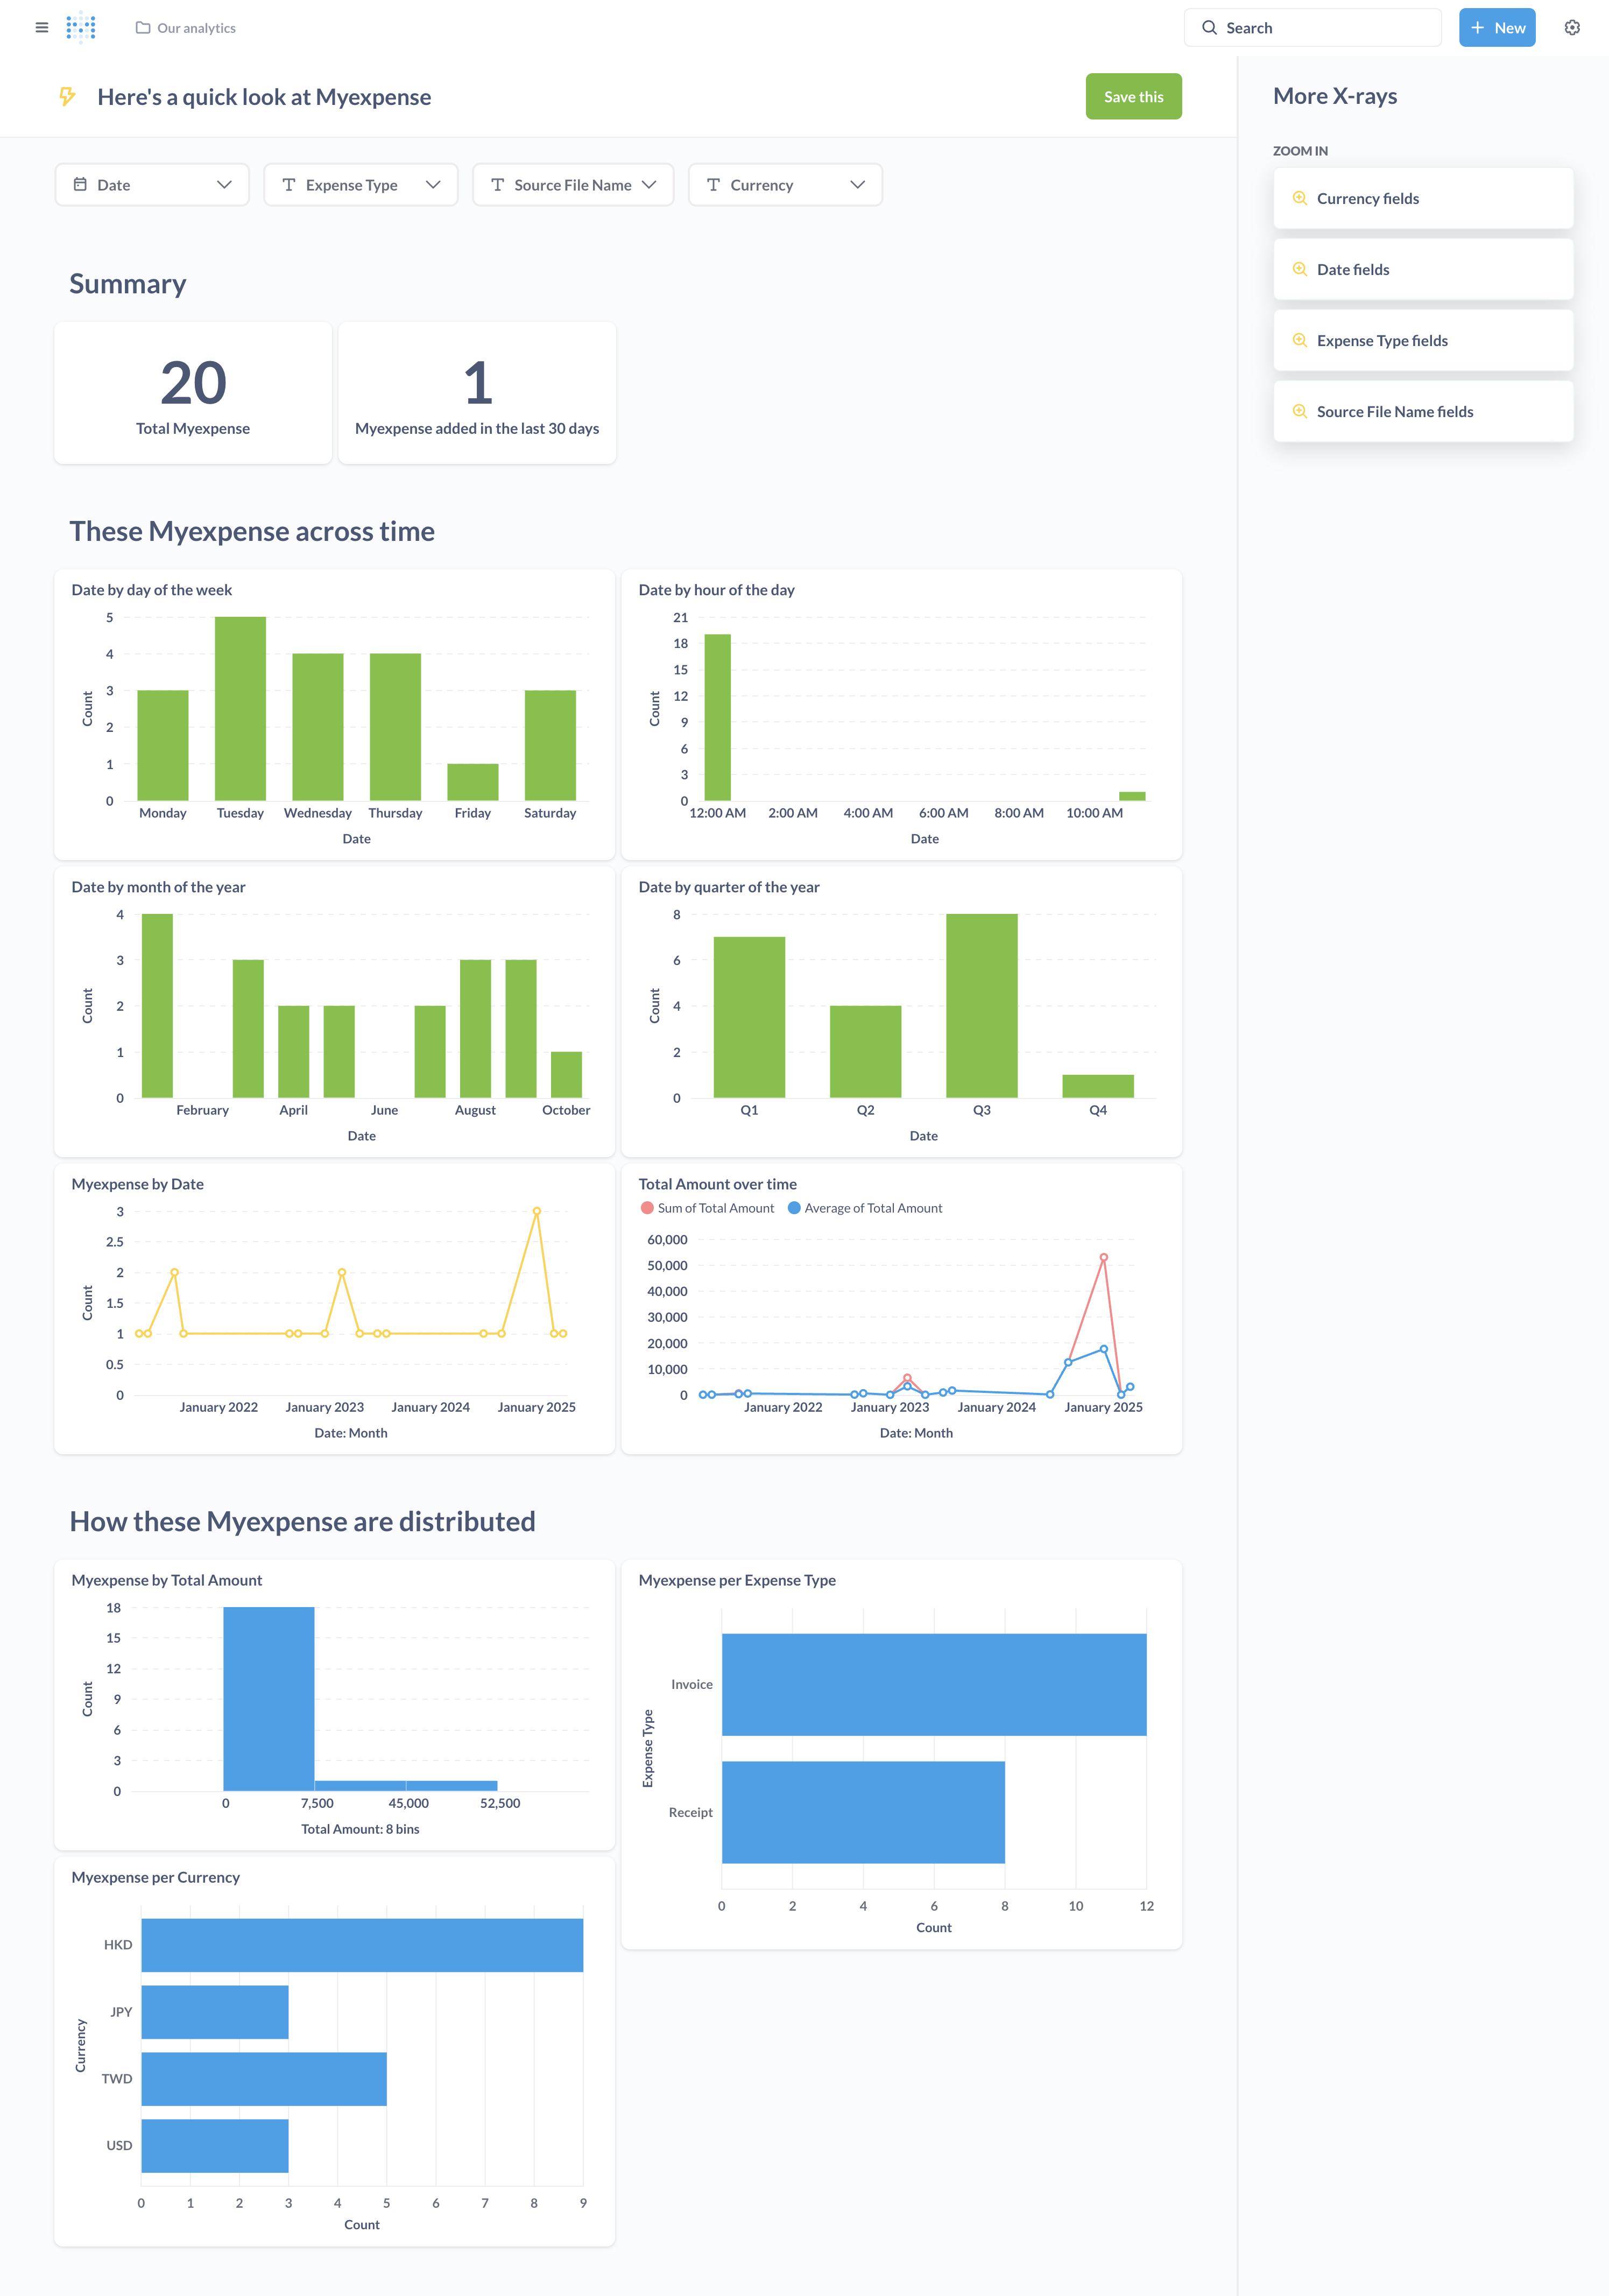 Our analytics
Search
New
Here's a quick look at Myexpense
Save this
More X-rays
ZOOM IN
Currency fields
Date fields
Expense Type fields
Source File Name fields
Date
Expense Type
Source File Name
Currency
Summary
20
Total Myexpense
1
Myexpense added in the last 30 days
These Myexpense across time
Date by day of the week
5
4
3
2
1
0
Count
Monday Tuesday Wednesday Thursday Friday Saturday
Date
Date by hour of the day
21
18
15
12
9
6
3
0
Count
12:00 AM 2:00 AM 4:00 AM 6:00 AM 8:00 AM 10:00 AM
Date
Date by month of the year
4
3
2
1
0
Count
February April June August October
Date
Date by quarter of the year
8
6
4
2
0
Count
Q1 Q2 Q3 Q4
Date
Myexpense by Date
3
2.5
2
1.5
1
0.5
0
Count
January 2022 January 2023 January 2024 January 2025
Date: Month
Total Amount over time
Sum of Total Amount Average of Total Amount
60,000
50,000
40,000
30,000
20,000
10,000
0
January 2022 January 2023 January 2024 January 2025
Date: Month
How these Myexpense are distributed
Myexpense by Total Amount
18
15
12
9
6
3
0
Count
0 7,500 45,000 52,500
Total Amount: 8 bins
Myexpense per Expense Type
Expense Type
Invoice
Receipt
0 2 4 6 8 10 12
Count
Myexpense per Currency
Currency
HKD
JPY
TWD
USD
0 1 2 3 4 5 6 7 8 9
Count